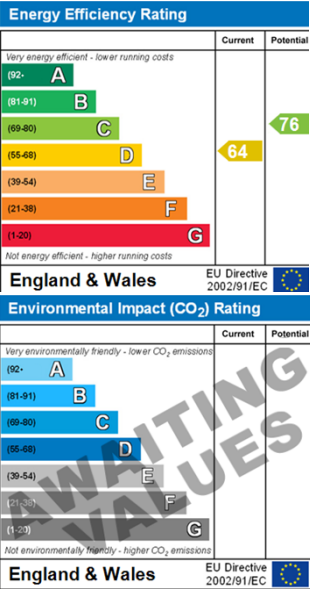 Energy Efficiency Rating
Current Potential
Very energy efficient - lower running costs
(92- A
(81-91) B
(69-80) C
76
(55-68) D
64
(39-54) E
(21-38) F
(1-20) G
Not energy efficient - higher running costs
England & Wales
EU Directive
2002/91/EC
Environmental Impact (CO2) Rating
Current Potential
Very environmentally friendly - lower CO2 emissions
(92- A
(81-91) B
(69-80) C
(55-68) D
(39-54) E
(21-38) F
(1-20) G
AWAITING
VALUES
Not environmentally friendly - higher CO2 emissions
England & Wales
EU Directive
2002/91/EC